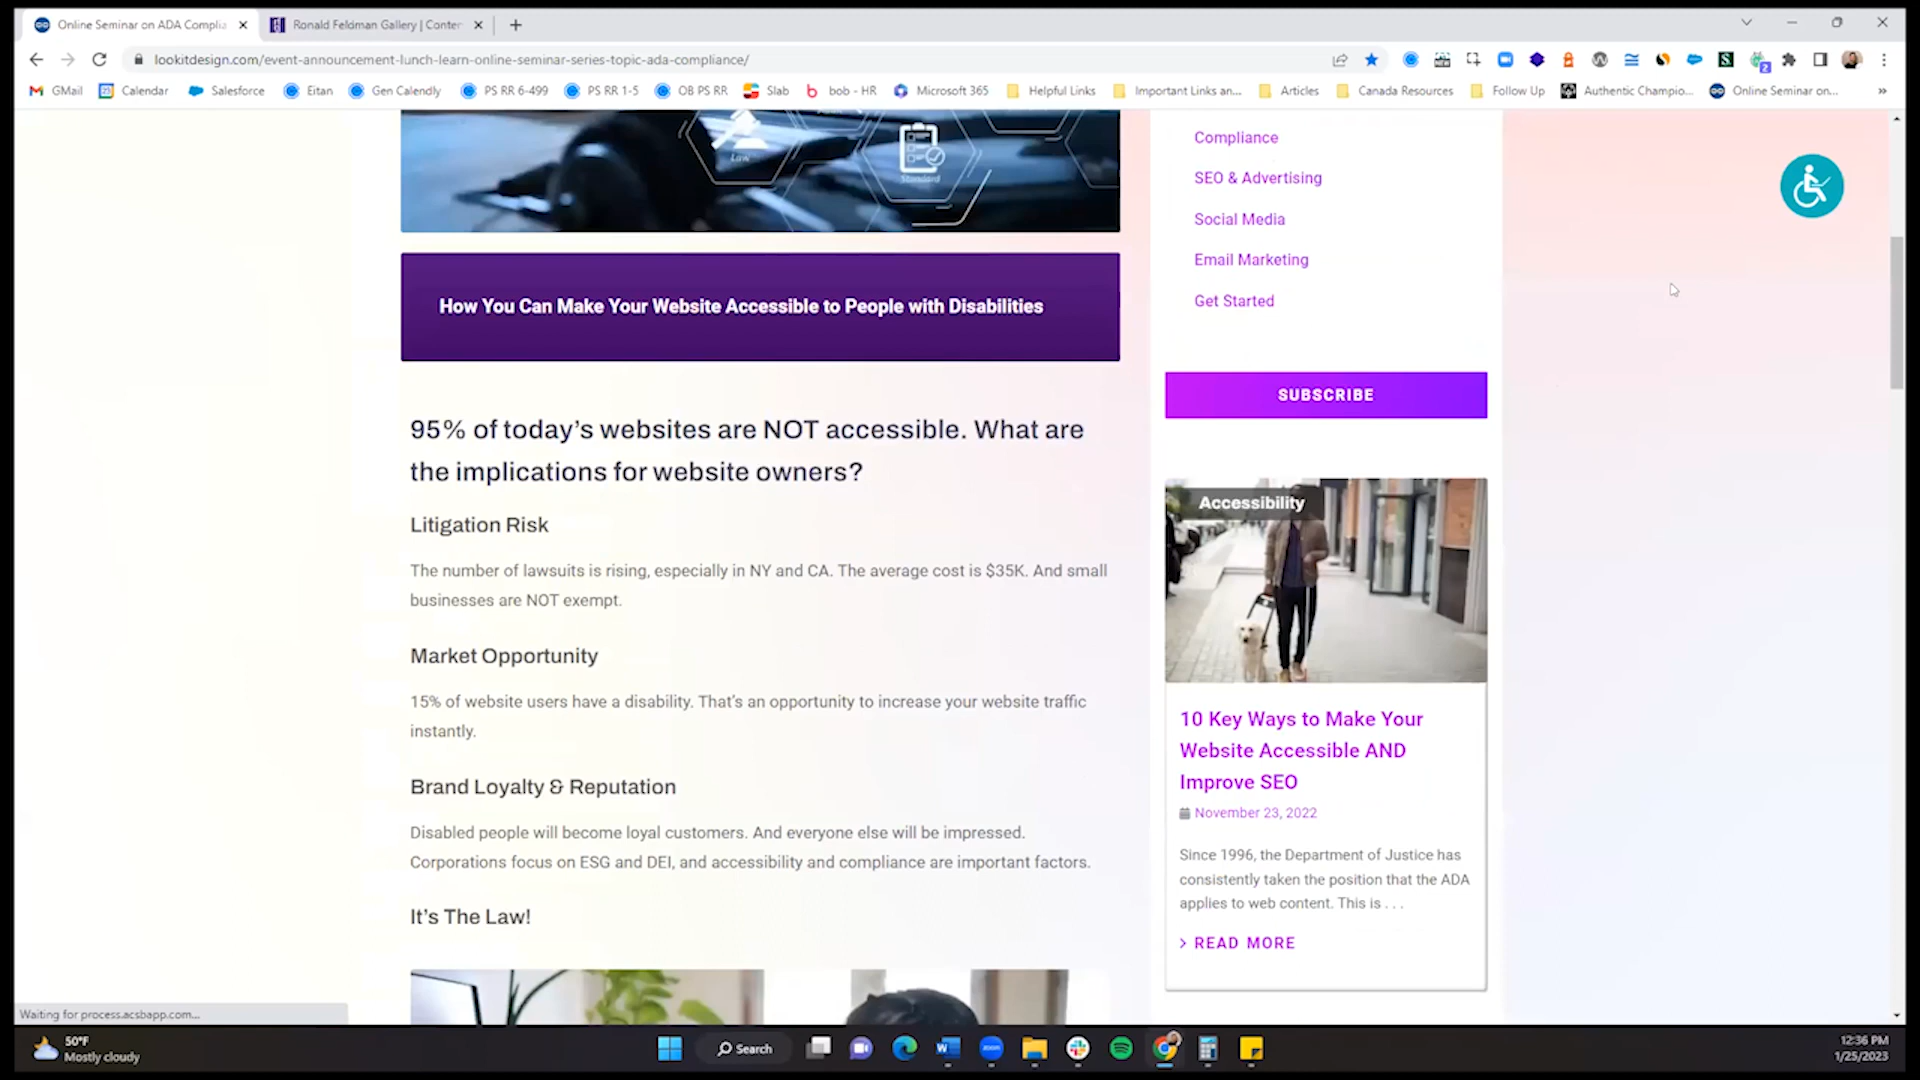 Online Seminar on ADA Complia
Ronald Feldman Gallery | Conten
lookitdesign.com/event-announcement-lunch-learn-online-seminar-series-topic-ada-compliance/
GMail
Calendar
Salesforce
Eitan
Gen Calendly
PS RR 6-499
PS RR 1-5
OB PS RR
Slab
bob - HR
Microsoft 365
Helpful Links
Important Links an...
Articles
Canada Resources
Follow Up
Authentic Champio...
Online Seminar on...
Law
Standard
How You Can Make Your Website Accessible to People with Disabilities
95% of today's websites are NOT accessible. What are
the implications for website owners?
Litigation Risk
The number of lawsuits is rising, especially in NY and CA. The average cost is $35K. And small
businesses are NOT exempt.
Market Opportunity
15% of website users have a disability. That's an opportunity to increase your website traffic
instantly.
Brand Loyalty & Reputation
Disabled people will become loyal customers. And everyone else will be impressed.
Corporations focus on ESG and DEI, and accessibility and compliance are important factors.
It's The Law!
Compliance
SEO & Advertising
Social Media
Email Marketing
Get Started
SUBSCRIBE
Accessibility
10 Key Ways to Make Your
Website Accessible AND
Improve SEO
November 23, 2022
Since 1996, the Department of Justice has
consistently taken the position that the ADA
applies to web content. This is . . .
> READ MORE
Waiting for process.acsbapp.com...
50°F
Mostly cloudy
Search
12:36 PM
1/25/2023